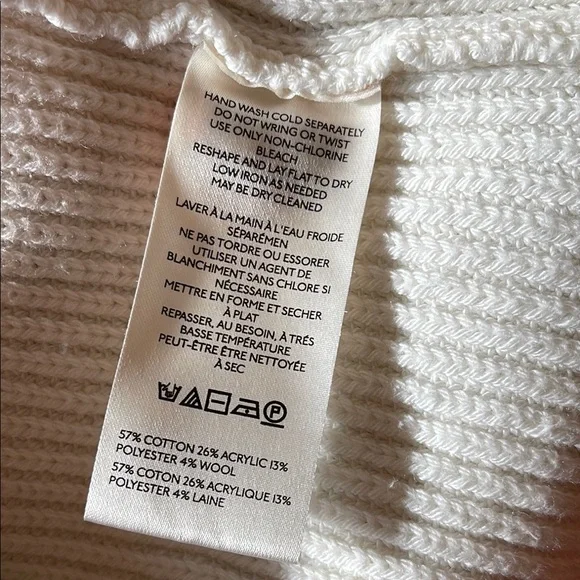 HAND WASH COLD SEPARATELY
DO NOT WRING OR TWIST
USE ONLY NON-CHLORINE
BLEACH
RESHAPE AND LAY FLAT TO DRY
LOW IRON AS NEEDED
MAY BE DRY CLEANED
LAVER À LA MAIN À L'EAU FROIDE
SÉPARÉMEN
NE PAS TORDRE OU ESSORER
UTILISER UN AGENT DE
BLANCHIMENT SANS CHLORE SI
NÉCESSAIRE
METTRE EN FORME ET SECHER
À PLAT
REPASSER, AU BESOIN, À TRÉS
BASSE TEMPÉRATURE
PEUT-ÊTRE ÊTRE NETTOYÉE
À SEC
57% COTTON 26% ACRYLIC 13%
POLYESTER 4% WOOL
57% COTON 26% ACRYLIQUE 13%
POLYESTER 4% LAINE